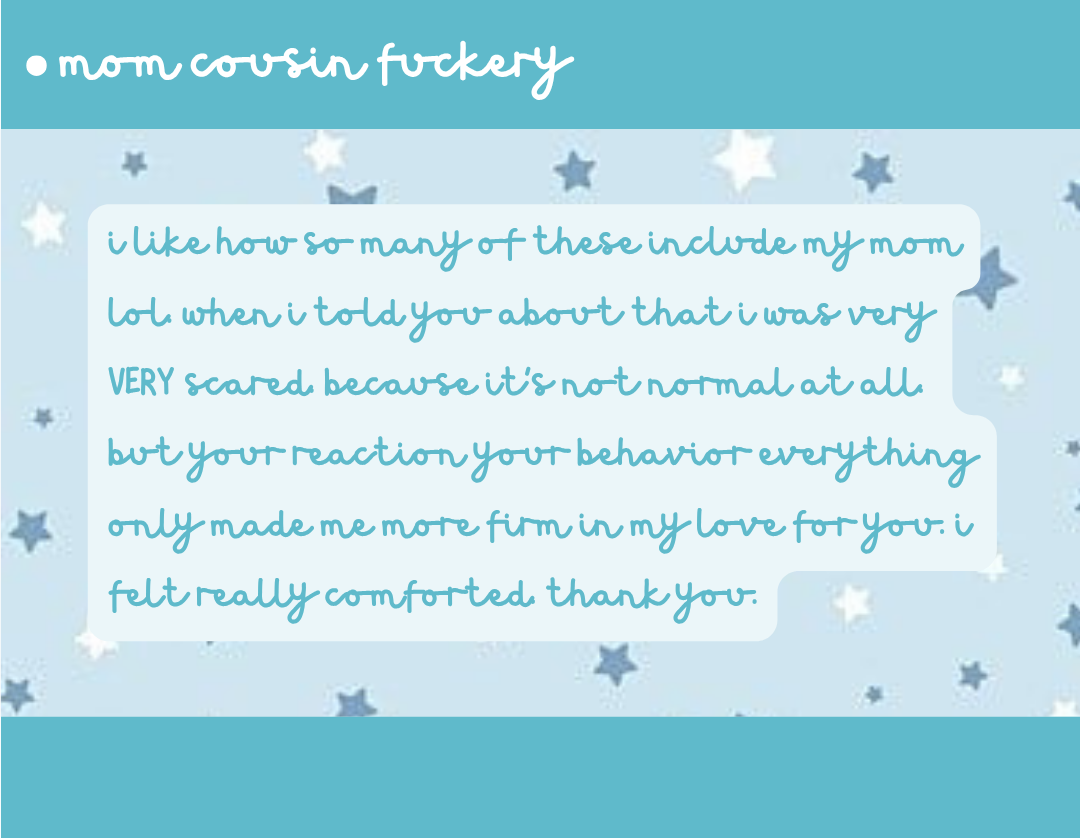 • mom cousin fuckery
i like how so many of these include my mom
lol. when i told you about that i was very
VERY scared. because it's not normal at all.
but your reaction your behavior everything
only made me more firm in my love for you. i
felt really comforted. thank you.